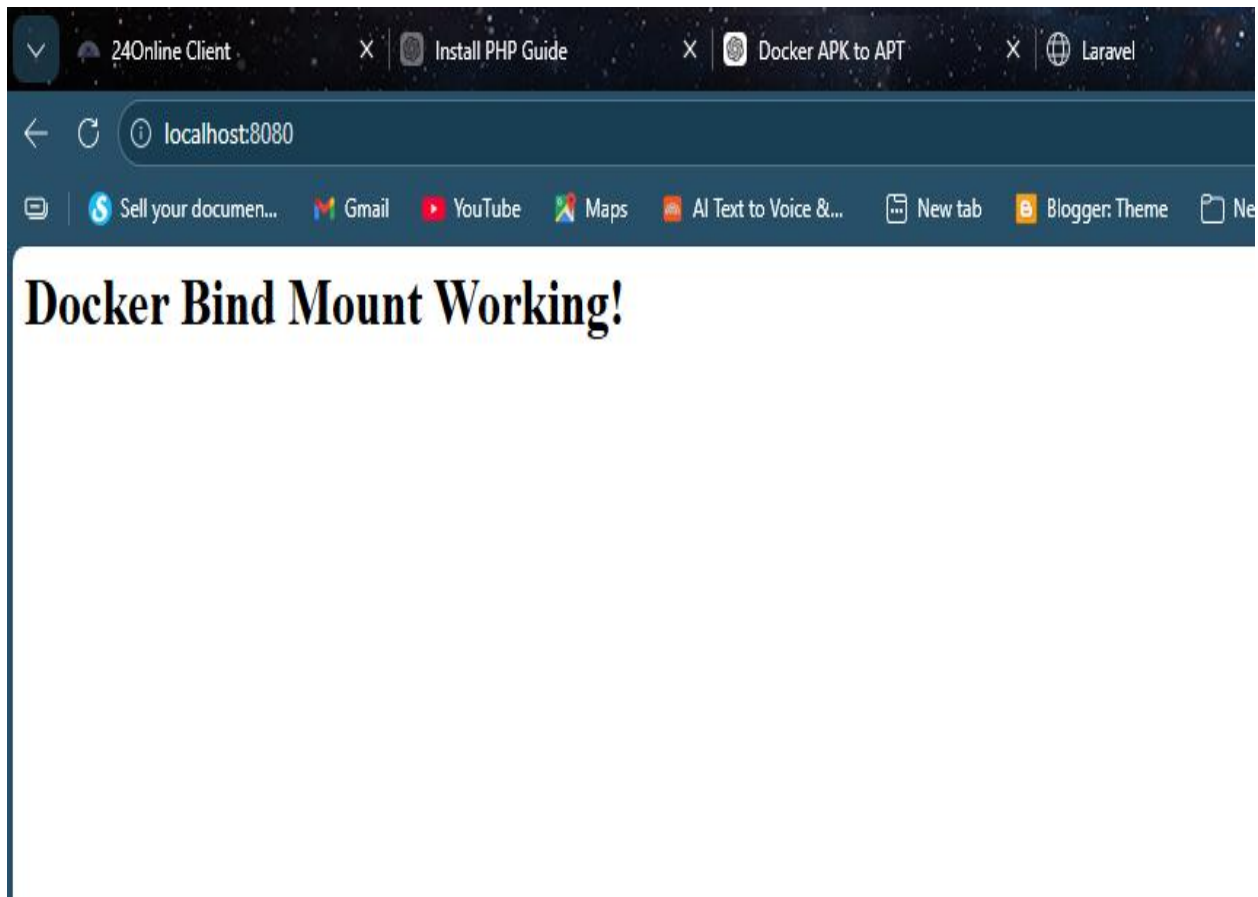 24Online Client
Install PHP Guide
Docker APK to APT
Laravel
localhost:8080
Sell your documen...
Gmail
YouTube
Maps
AI Text to Voice &...
New tab
Blogger: Theme
Ne
Docker Bind Mount Working!